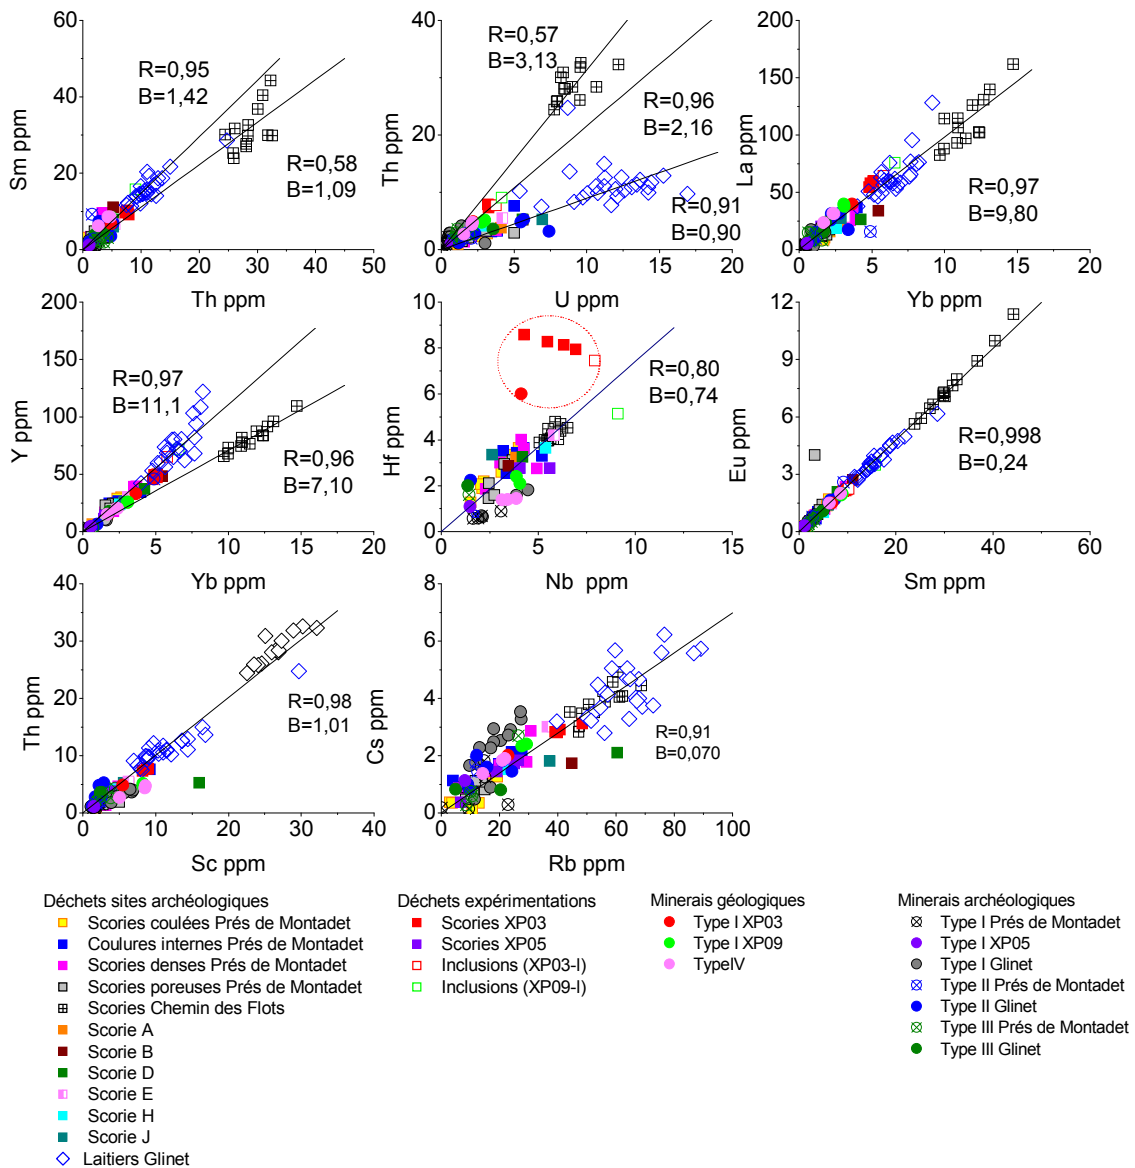 60
40
20
0
Sm ppm
R=0,95
B=1,42
R=0,58
B=1,09
0 10 20 30 40 50
Th ppm
40
20
0
Th ppm
R=0,57
B=3,13
R=0,96
B=2,16
R=0,91
B=0,90
0 5 10 15 20
U ppm
200
150
100
50
0
La ppm
R=0,97
B=9,80
0 5 10 15 20
Yb ppm
200
150
100
50
0
Y ppm
R=0,97
B=11,1
R=0,96
B=7,10
0 5 10 15 20
Yb ppm
10
8
6
4
2
0
Hf ppm
R=0,80
B=0,74
0 5 10 15
Nb ppm
12
9
6
3
0
Eu ppm
R=0,998
B=0,24
0 20 40 60
Sm ppm
40
30
20
10
0
Th ppm
R=0,98
B=1,01
0 10 20 30 40
Sc ppm
8
6
4
2
0
Cs ppm
R=0,91
B=0,070
0 20 40 60 80 100
Rb ppm
Déchets sites archéologiques
Scories coulées Prés de Montadet
Coulures internes Prés de Montadet
Scories denses Prés de Montadet
Scories poreuses Prés de Montadet
Scories Chemin des Flots
Scorie A
Scorie B
Scorie D
Scorie E
Scorie H
Scorie J
Laitiers Glinet
Déchets expérimentations
Scories XP03
Scories XP05
Inclusions (XP03-I)
Inclusions (XP09-I)
Minerais géologiques
Type I XP03
Type I XP09
TypeIV
Minerais archéologiques
Type I Prés de Montadet
Type I XP05
Type I Glinet
Type II Prés de Montadet
Type II Glinet
Type III Prés de Montadet
Type III Glinet